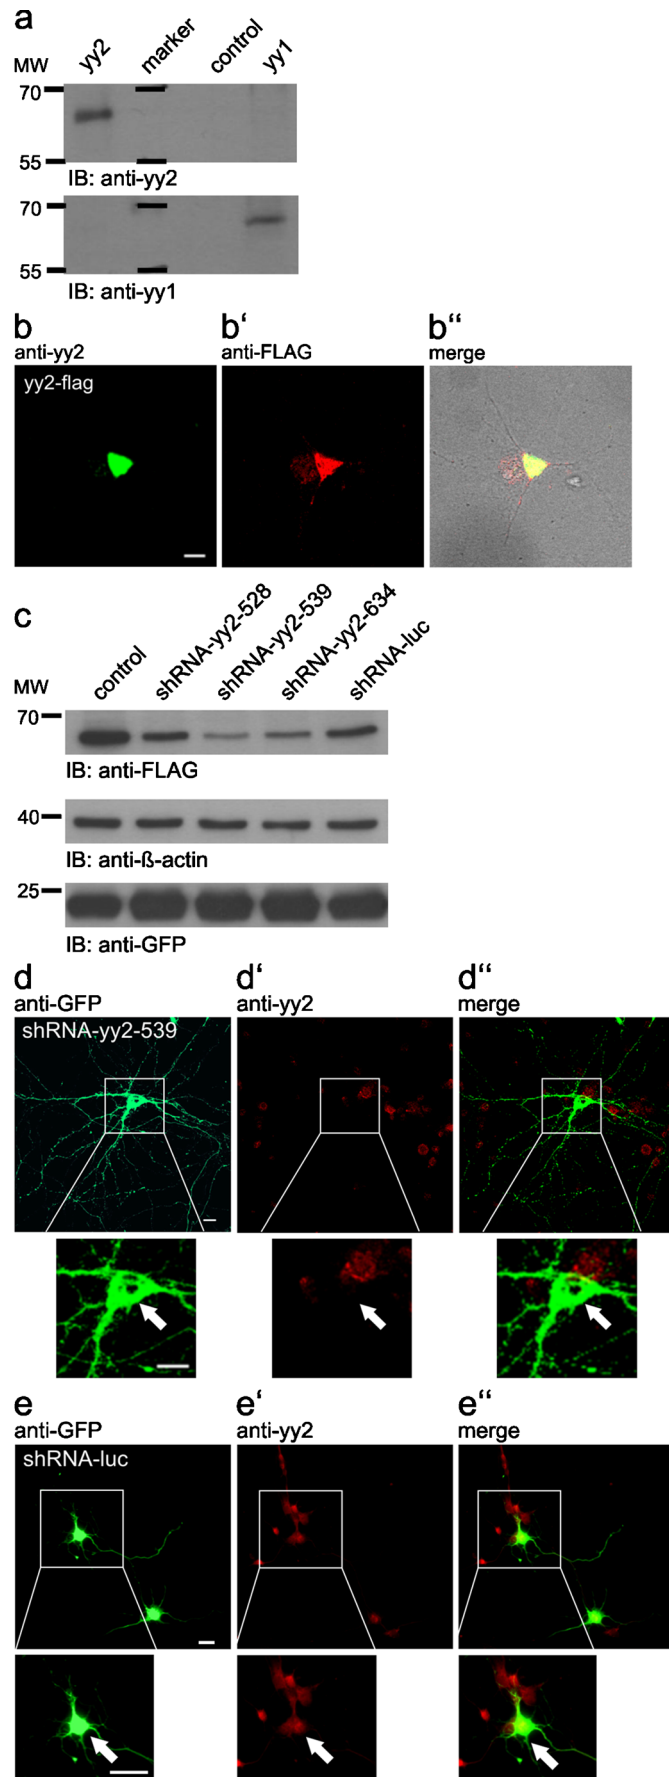 a
MW yy2 marker control yy1
70
55
IB: anti-yy2
70
55
IB: anti-yy1
b b' b"
anti-yy2 anti-FLAG merge
yy2-flag
c
MW control shRNA-yy2-528 shRNA-yy2-539 shRNA-yy2-634 shRNA-luc
70
IB: anti-FLAG
40
IB: anti-ß-actin
25
IB: anti-GFP
d d' d"
anti-GFP anti-yy2 merge
shRNA-yy2-539
e e' e"
anti-GFP anti-yy2 merge
shRNA-luc